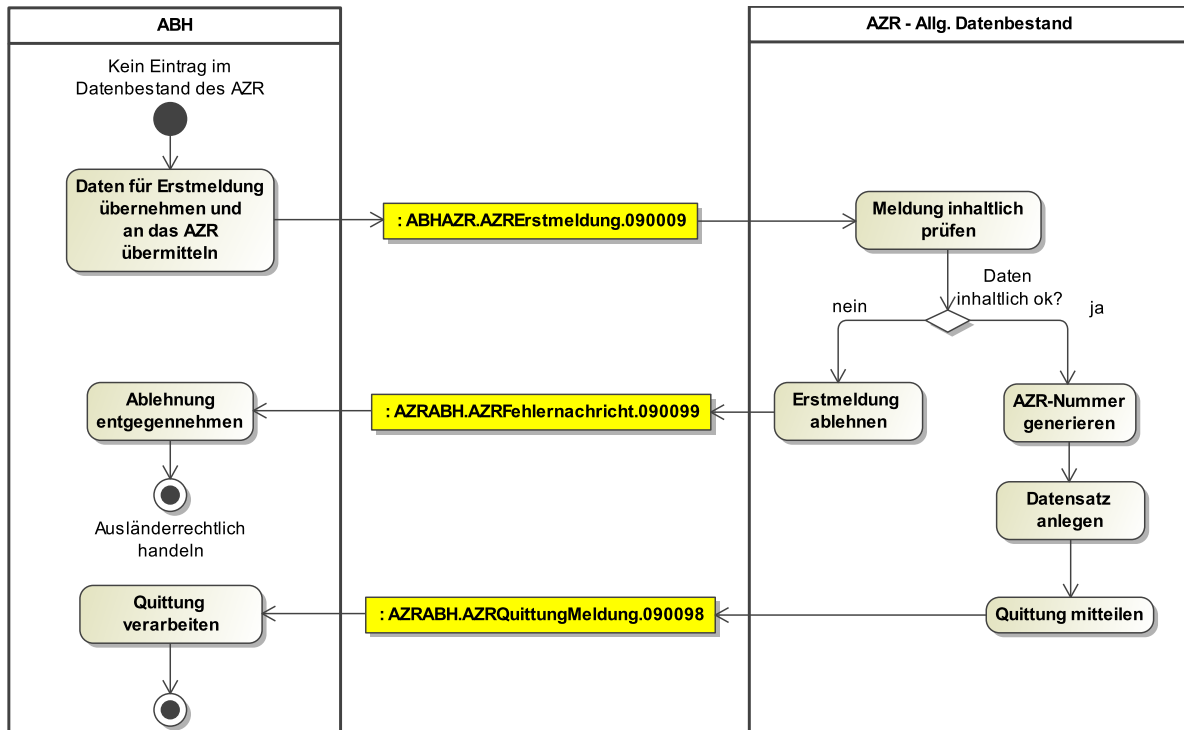 ABH
AZR - Allg. Datenbestand
Kein Eintrag im
Datenbestand des AZR
Daten für Erstmeldung
übernehmen und
an das AZR
übermitteln
: ABHAZR.AZRErstmeldung.090009
Meldung inhaltlich
prüfen
Daten
inhaltlich ok?
nein
ja
Ablehnung
entgegennehmen
: AZRABH.AZRFehlernachricht.090099
Erstmeldung
ablehnen
AZR-Nummer
generieren
Datensatz
anlegen
Ausländerrechtlich
handeln
Quittung
verarbeiten
: AZRABH.AZRQuittungMeldung.090098
Quittung mitteilen